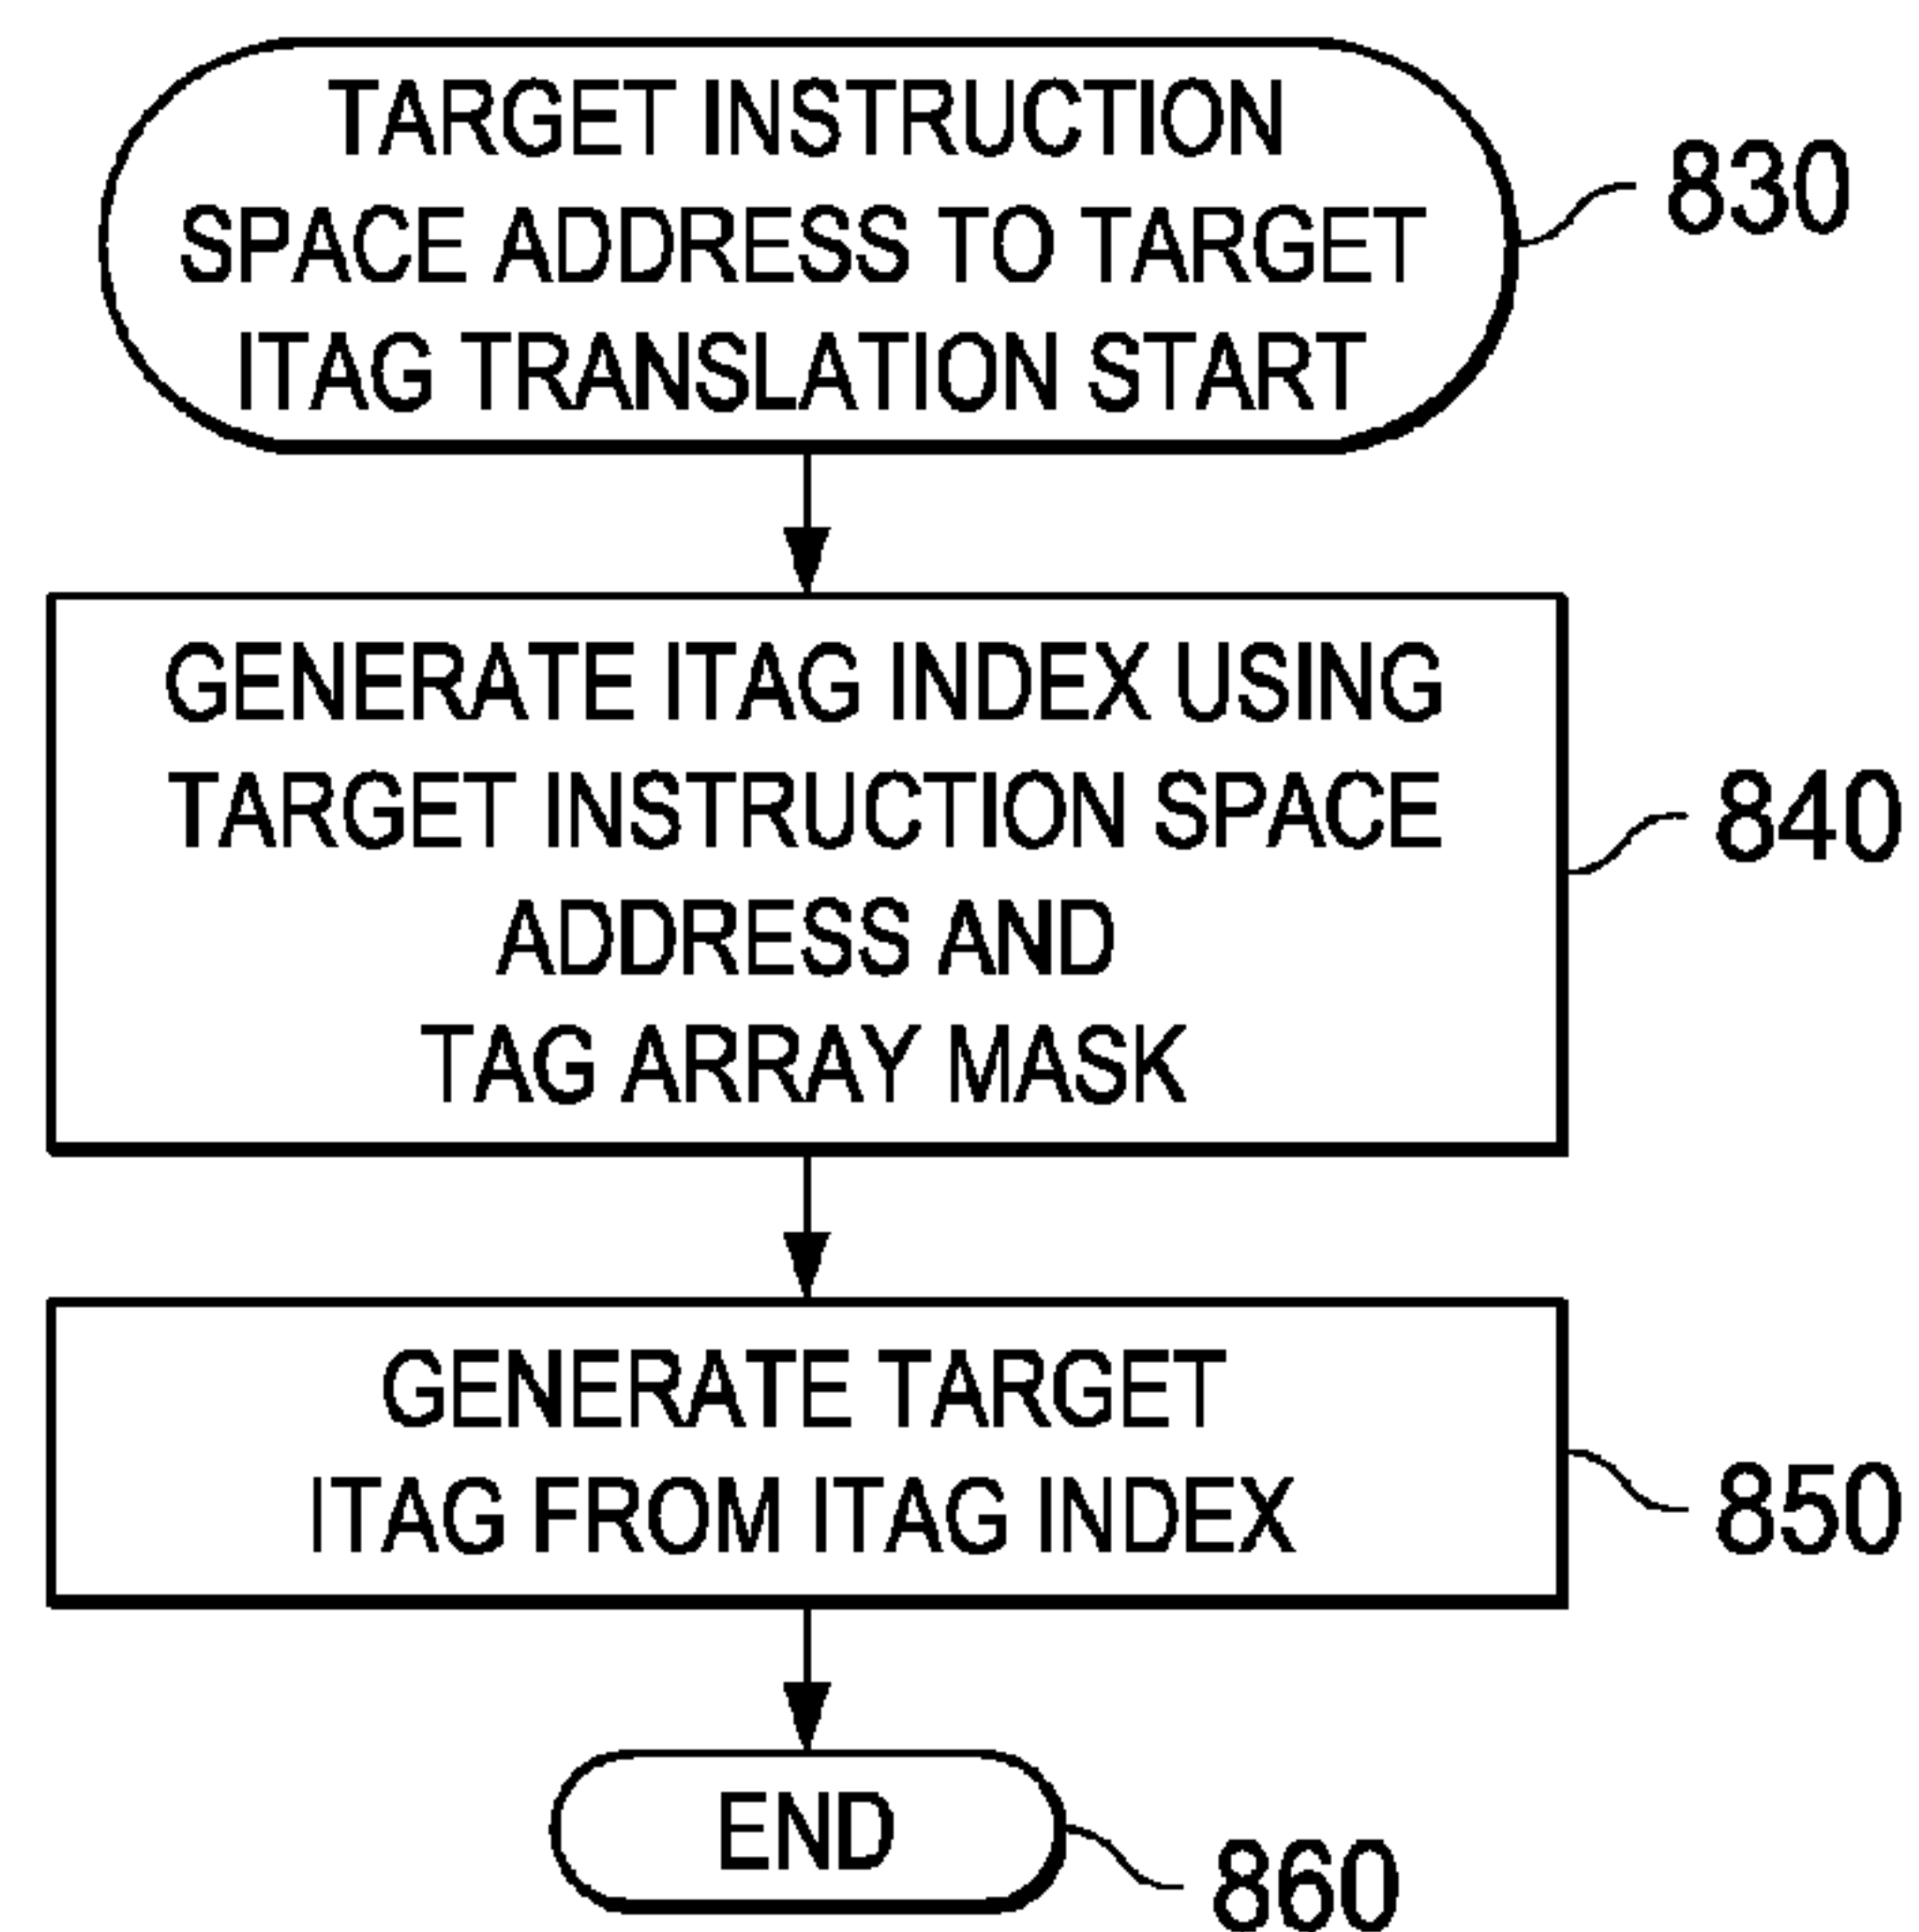 TARGET INSTRUCTION
SPACE ADDRESS TO TARGET
ITAG TRANSLATION START
830
GENERATE ITAG INDEX USING
TARGET INSTRUCTION SPACE
ADDRESS AND
TAG ARRAY MASK
840
GENERATE TARGET
ITAG FROM ITAG INDEX
850
END
860